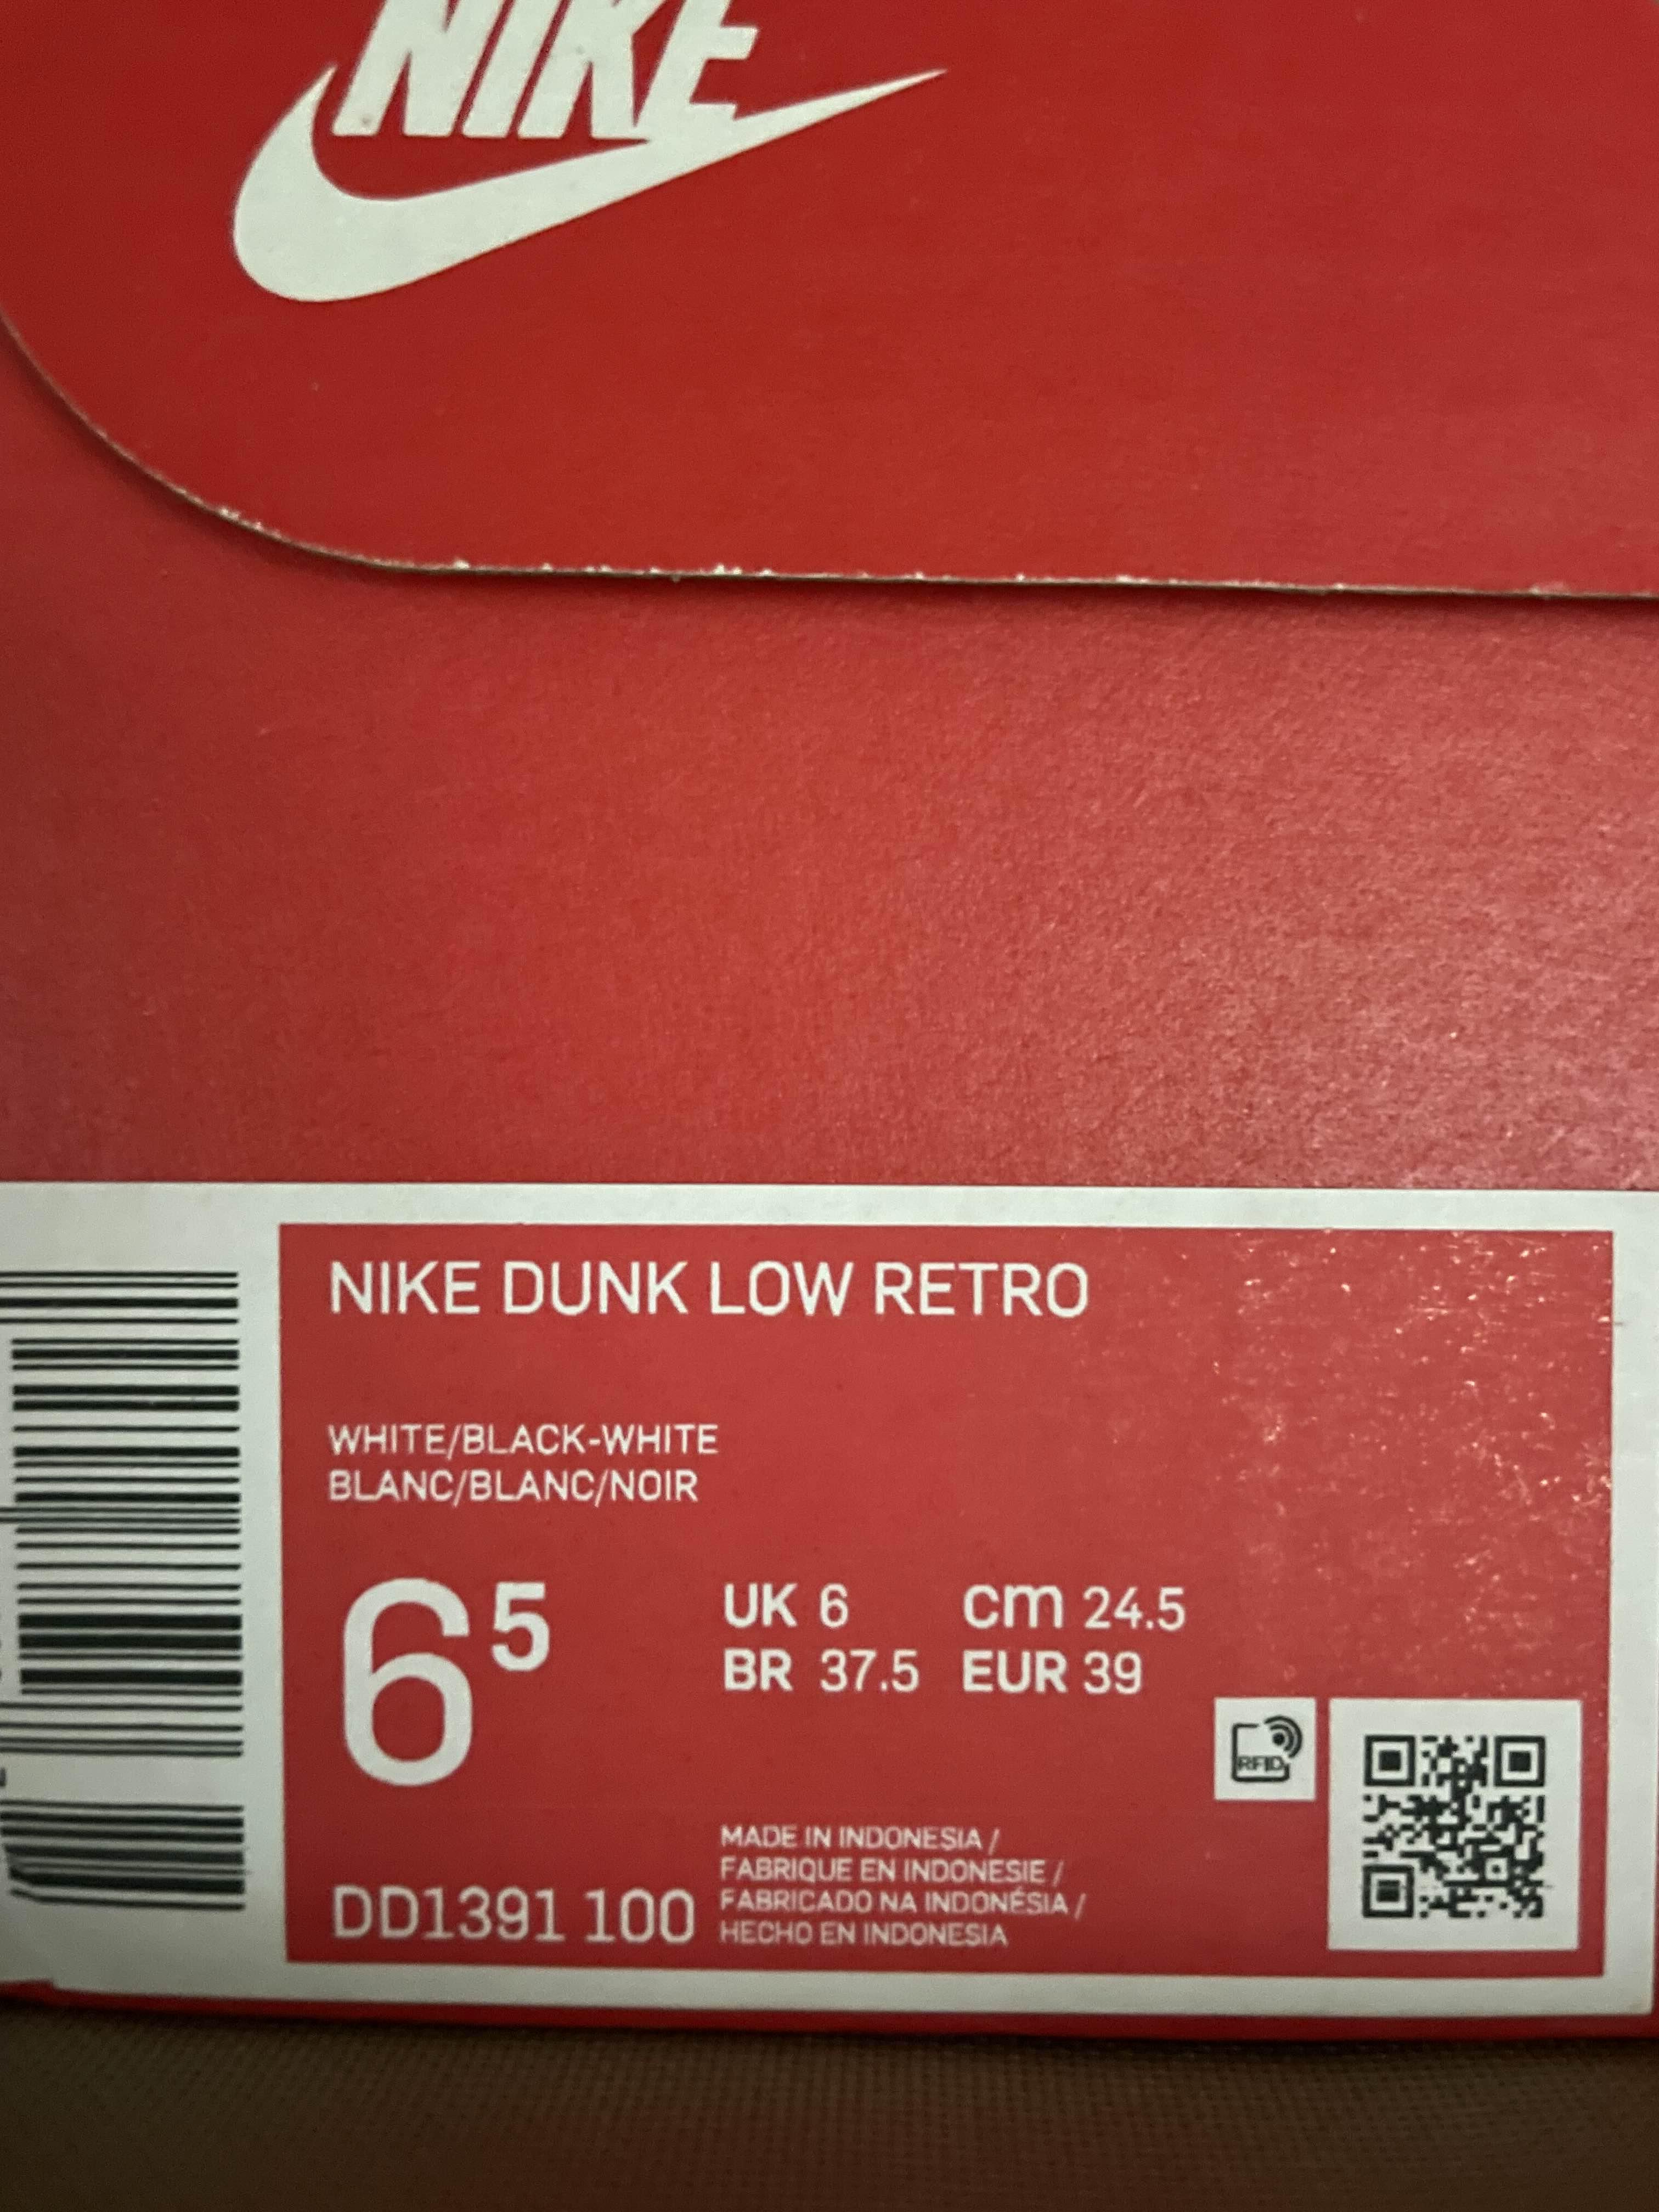 NIKE
NIKE DUNK LOW RETRO
WHITE/BLACK-WHITE
BLANC/BLANC/NOIR
6 5
UK 6 cm 24.5
BR 37.5 EUR 39
RFID
MADE IN INDONESIA /
FABRIQUE EN INDONESIE /
FABRICADO NA INDONÉSIA /
HECHO EN INDONESIA
DD1391 100